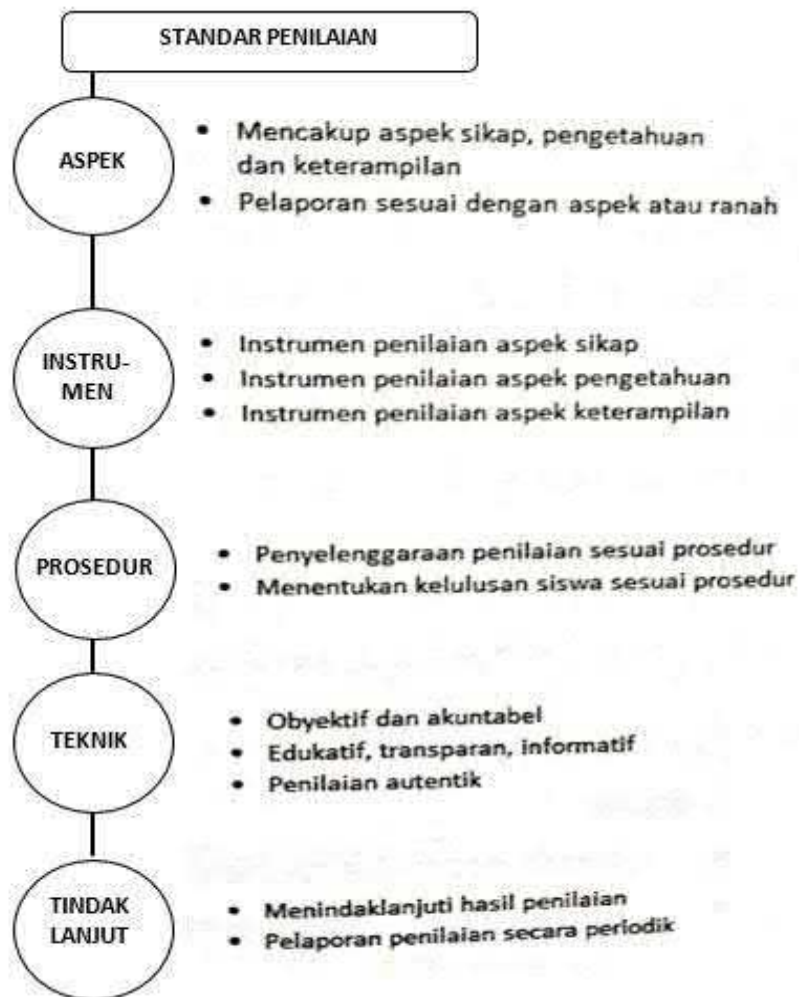 STANDAR PENILAIAN
ASPEK
• Mencakup aspek sikap, pengetahuan
dan keterampilan
• Pelaporan sesuai dengan aspek atau ranah
INSTRU-
MEN
• Instrumen penilaian aspek sikap
• Instrumen penilaian aspek pengetahuan
• Instrumen penilaian aspek keterampilan
PROSEDUR
• Penyelenggaraan penilaian sesuai prosedur
• Menentukan kelulusan siswa sesuai prosedur
TEKNIK
• Obyektif dan akuntabel
• Edukatif, transparan, informatif
• Penilaian autentik
TINDAK
LANJUT
• Menindaklanjuti hasil penilaian
• Pelaporan penilaian secara periodik